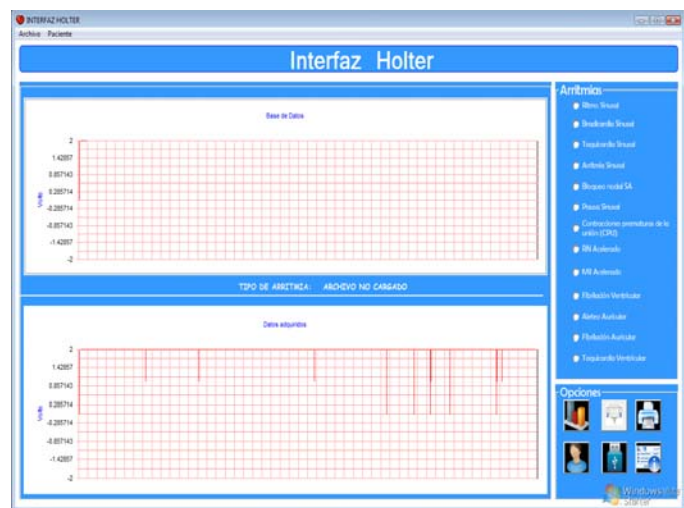 INTERFAZ HOLTER
Archivo Paciente
Interfaz Holter
Base de Datos
2
1.42857
0.857143
0.285714
-0.285714
-0.857143
-1.42857
-2
Voltio
TIPO DE ARRITMIA: ARCHIVO NO CARGADO
Datos adquiridos
2
1.42857
0.857143
0.285714
-0.285714
-0.857143
-1.42857
-2
Voltio
Arritmias
Ritmo Sinusal
Bradicardia Sinusal
Taquicardia Sinusal
Arritmia Sinusal
Bloqueo nodal SA
Pausa Sinusal
Contracciones prematuras de la
unión (CPU)
RIN Acelerado
Fibrilación Ventricular
Aleteo Auricular
Fibrilación Auricular
Taquicardia Ventricular
Opciones
Starter